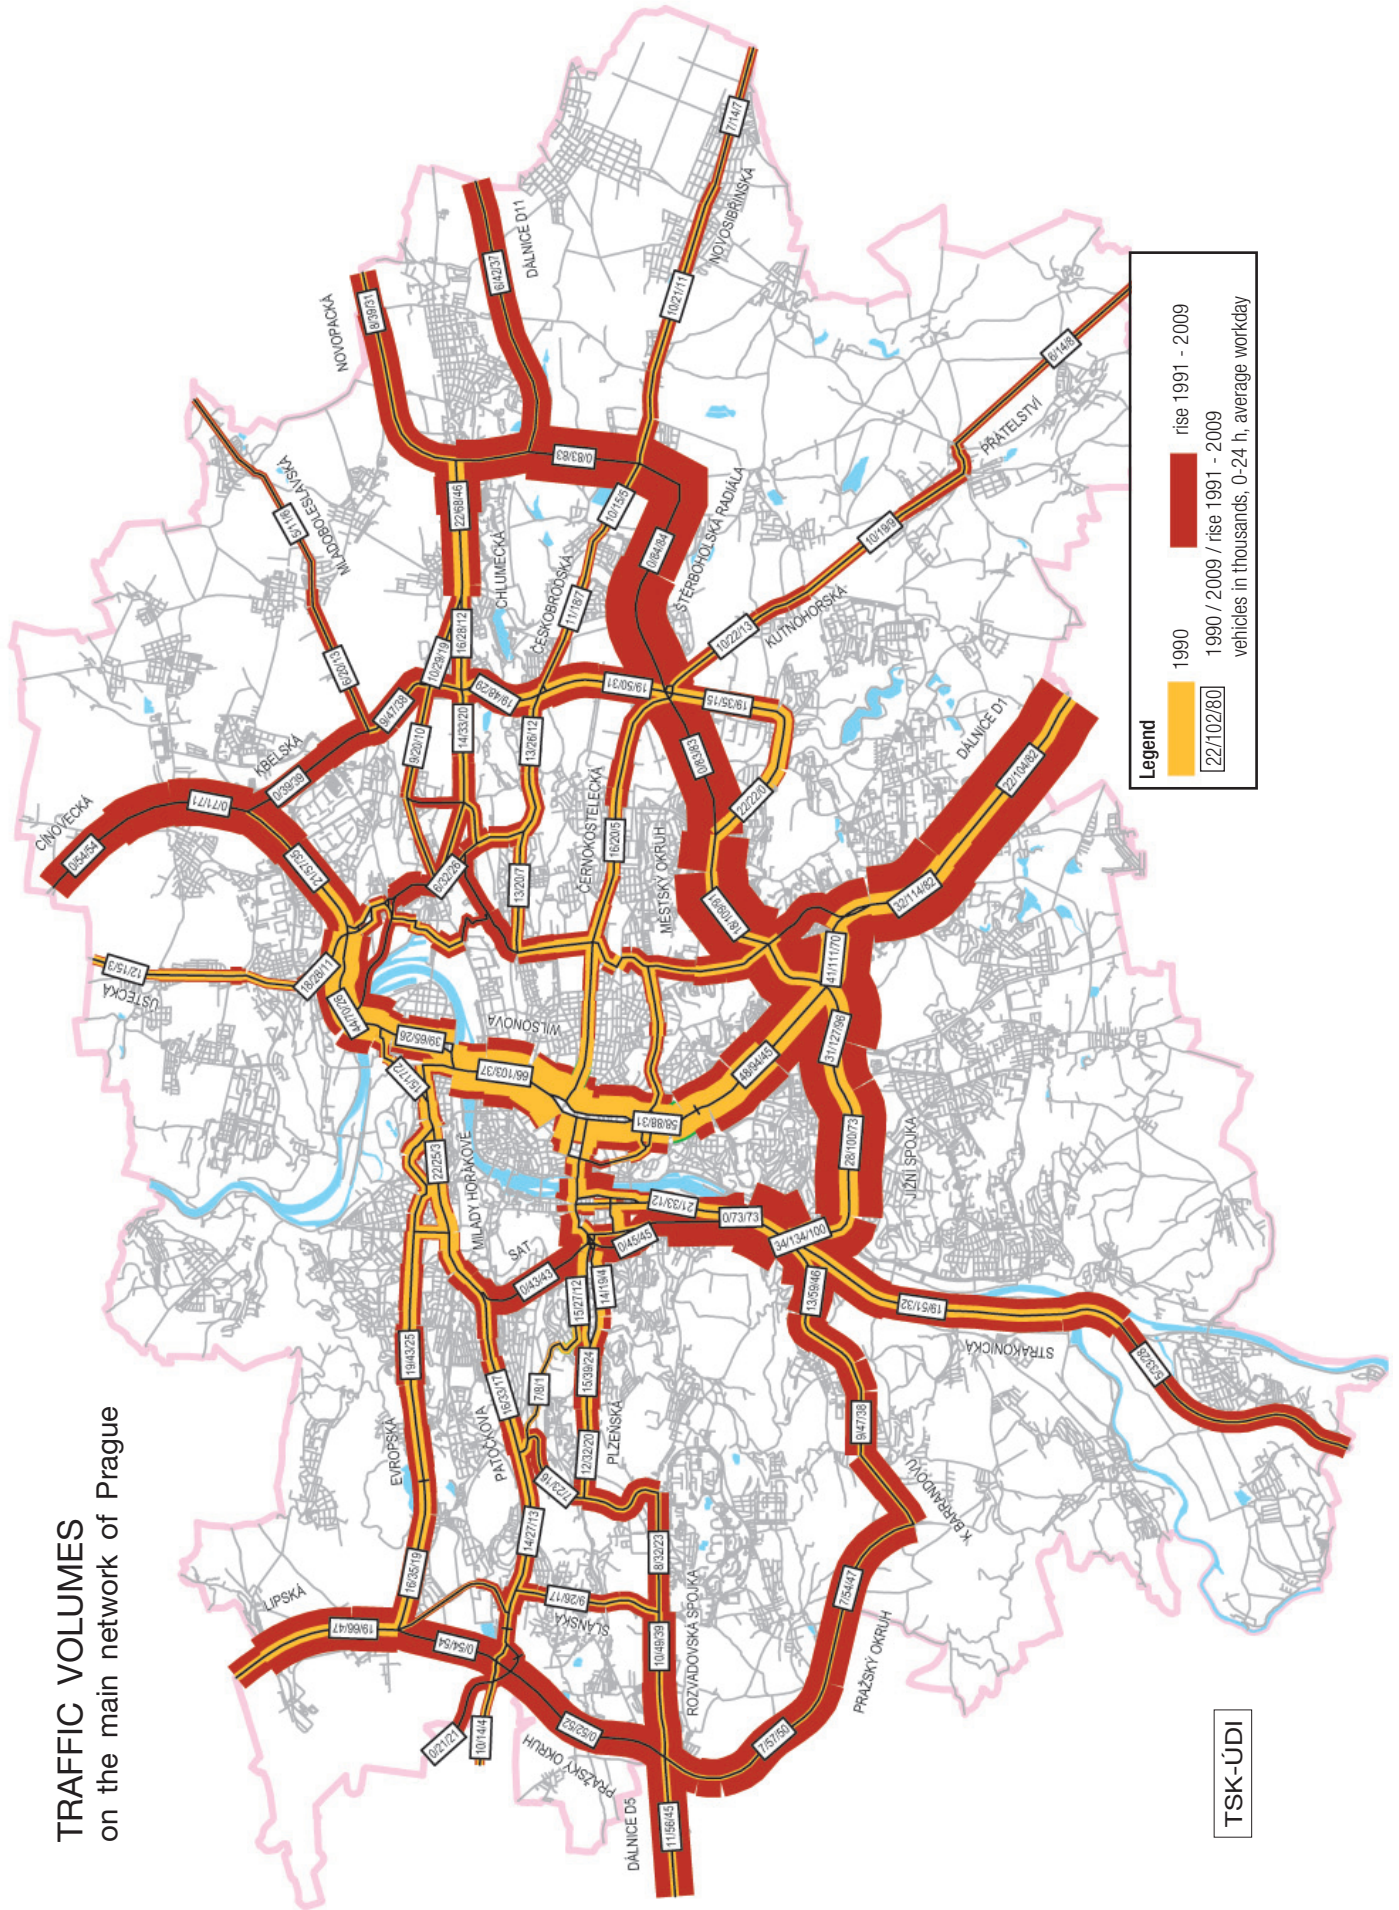 TRAFFIC VOLUMES
on the main network of Prague
LIPSKÁ
19/66/47
16/35/19
0/54/54
0/21/21
10/14/4
0/52/52
PRAŽSKÝ OKRUH
DÁLNICE D5
11/56/45
EVROPSKÁ
19/43/25
PATOČKOVA
16/33/17
14/27/13
7/23/16
7/8/1
9/26/17
SLÁNSKÁ
12/32/20
PLZEŇSKÁ
15/39/24
15/27/12
14/19/4
8/32/23
10/49/39
ROZVADOVSKÁ SPOJKA
7/57/50
PRAŽSKÝ OKRUH
7/54/47
K BARRANDOVU
9/47/38
13/59/46
STRAKONICKÁ
19/51/32
5/33/28
34/134/100
0/73/73
0/45/45
0/43/43
SAT
21/33/12
MILADY HORÁKOVÉ
22/25/3
15/17/2
39/65/26
44/70/26
18/28/11
ÚSTECKÁ
12/15/3
WILSONOVA
66/103/37
58/88/31
48/94/45
28/100/73
JIŽNÍ SPOJKA
31/127/96
41/111/70
32/114/82
22/104/82
DÁLNICE D1
18/109/91
MĚSTSKÝ OKRUH
0/83/83
22/22/0
19/35/15
19/50/31
16/20/5
ČERNOKOSTELECKÁ
13/20/7
13/26/12
6/32/26
14/33/20
9/20/10
19/48/29
16/28/12
10/29/19
9/47/38
0/39/39
KBELSKÁ
21/57/35
0/71/71
CÍNOVECKÁ
0/54/54
6/20/13
5/11/6
MLADOBOLESLAVSKÁ
22/68/46
CHLUMECKÁ
ČESKOBRODSKÁ
11/18/7
10/15/5
0/84/84
ŠTĚRBOHOLSKÁ RADIÁLA
0/83/83
NOVOPACKÁ
8/39/31
6/42/37
DÁLNICE D11
10/21/11
NOVOSIBŘINSKÁ
7/14/7
10/22/13
KUTNOHORSKÁ
10/19/9
PŘÁTELSTVÍ
6/14/8
Legend
1990
rise 1991 - 2009
22/102/80
1990 / 2009 / rise 1991 - 2009
vehicles in thousands, 0-24 h, average workday
TSK-ÚDI